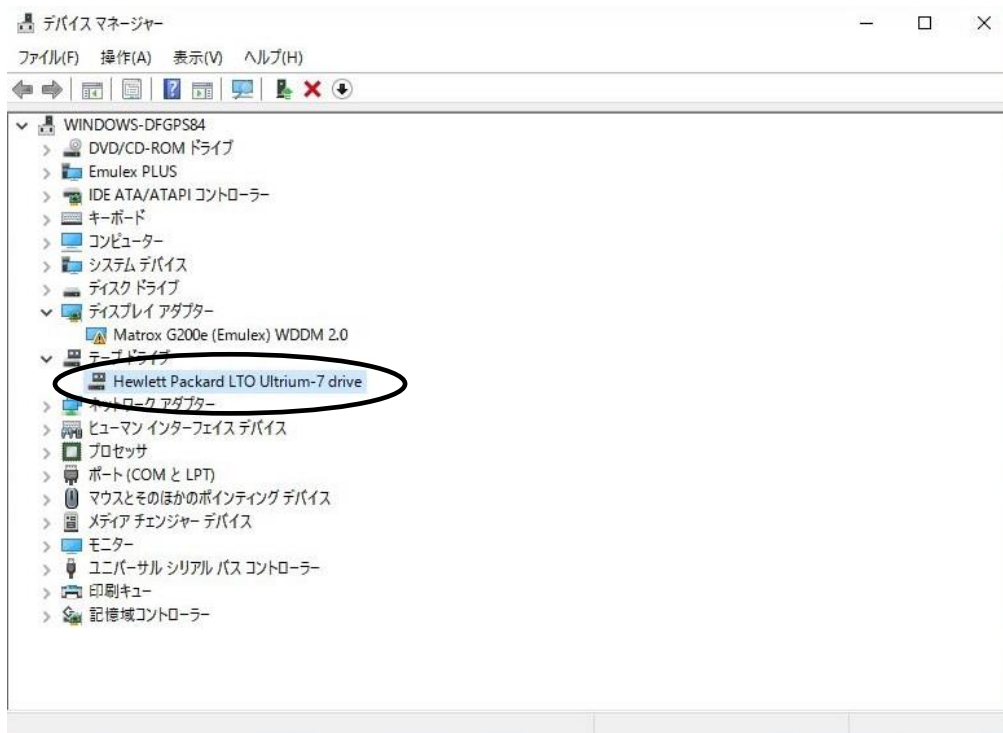 デバイス マネージャー
ファイル(F) 操作(A) 表示(V) ヘルプ(H)
WINDOWS-DFGPS84
DVD/CD-ROM ドライブ
Emulex PLUS
IDE ATA/ATAPI コントローラー
キーボード
コンピューター
システム デバイス
ディスク ドライブ
ディスプレイ アダプター
Matrox G200e (Emulex) WDDM 2.0
テープ ドライブ
Hewlett Packard LTO Ultrium-7 drive
ネットワーク アダプター
ヒューマン インターフェイス デバイス
プロセッサ
ポート (COM と LPT)
マウスとそのほかのポインティング デバイス
メディア チェンジャー デバイス
モニター
ユニバーサル シリアル バス コントローラー
印刷キュー
記憶域コントローラー